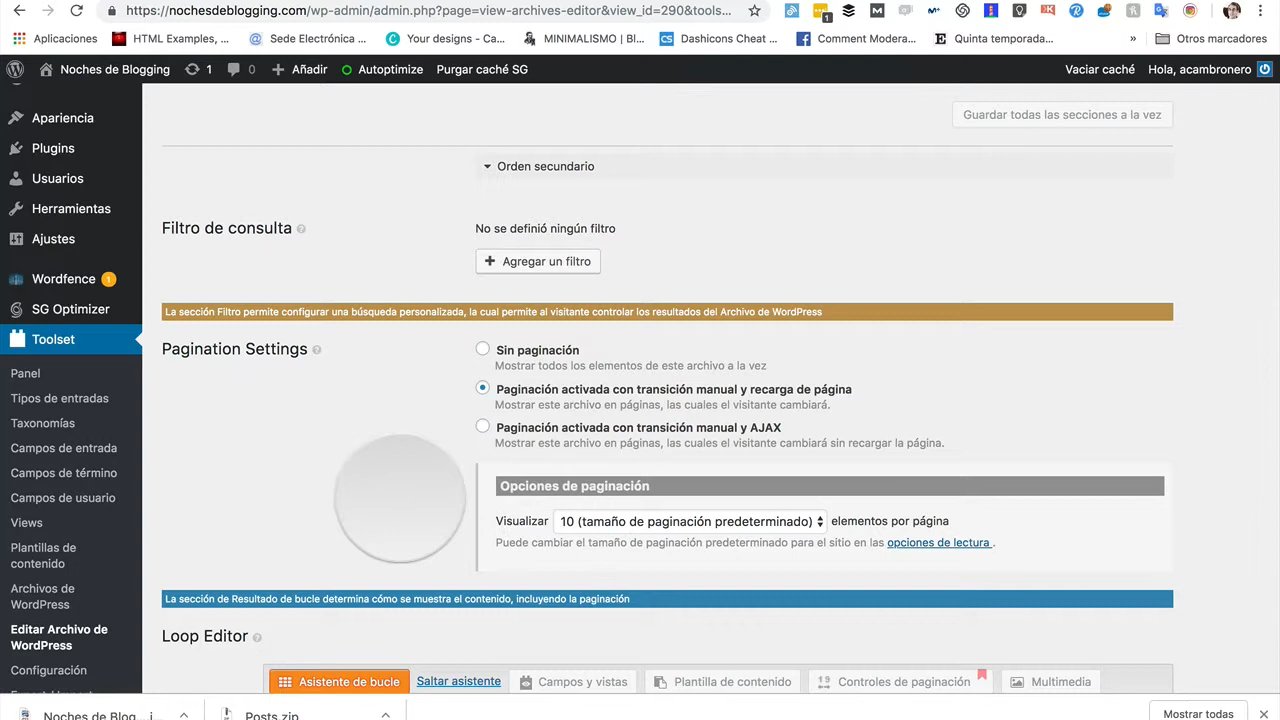 https://nochesdeblogging.com/wp-admin/admin.php?page=view-archives-editor&view_id=290&tools...
Aplicaciones
HTML Examples, ...
Sede Electrónica ...
Your designs - Ca...
MINIMALISMO | Bl...
Dashicons Cheat ...
Comment Modera...
Quinta temporada...
»
Otros marcadores
Noches de Blogging
1
0
Añadir
Autoptimize
Purgar caché SG
Vaciar caché
Hola, acambronero
Apariencia
Plugins
Usuarios
Herramientas
Ajustes
Wordfence 1
SG Optimizer
Toolset
Panel
Tipos de entradas
Taxonomías
Campos de entrada
Campos de término
Campos de usuario
Views
Plantillas de
contenido
Archivos de
WordPress
Editar Archivo de
WordPress
Configuración
Guardar todas las secciones a la vez
Orden secundario
Filtro de consulta
No se definió ningún filtro
Agregar un filtro
La sección Filtro permite configurar una búsqueda personalizada, la cual permite al visitante controlar los resultados del Archivo de WordPress
Pagination Settings
Sin paginación
Mostrar todos los elementos de este archivo a la vez
Paginación activada con transición manual y recarga de página
Mostrar este archivo en páginas, las cuales el visitante cambiará.
Paginación activada con transición manual y AJAX
Mostrar este archivo en páginas, las cuales el visitante cambiará sin recargar la página.
Opciones de paginación
Visualizar 10 (tamaño de paginación predeterminado) elementos por página
Puede cambiar el tamaño de paginación predeterminado para el sitio en las opciones de lectura .
La sección de Resultado de bucle determina cómo se muestra el contenido, incluyendo la paginación
Loop Editor
Asistente de bucle
Saltar asistente
Campos y vistas
Plantilla de contenido
Controles de paginación
Multimedia
Noches de Blog....i...
Posts.zip
Mostrar todas